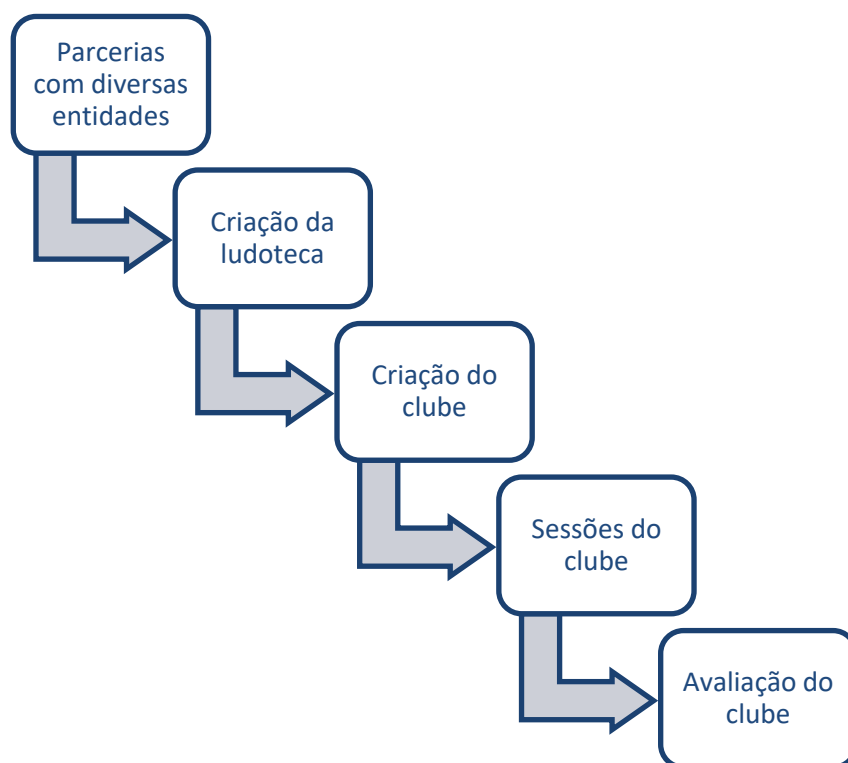 Parcerias
com diversas
entidades
Criação da
ludoteca
Criação do
clube
Sessões do
clube
Avaliação do
clube